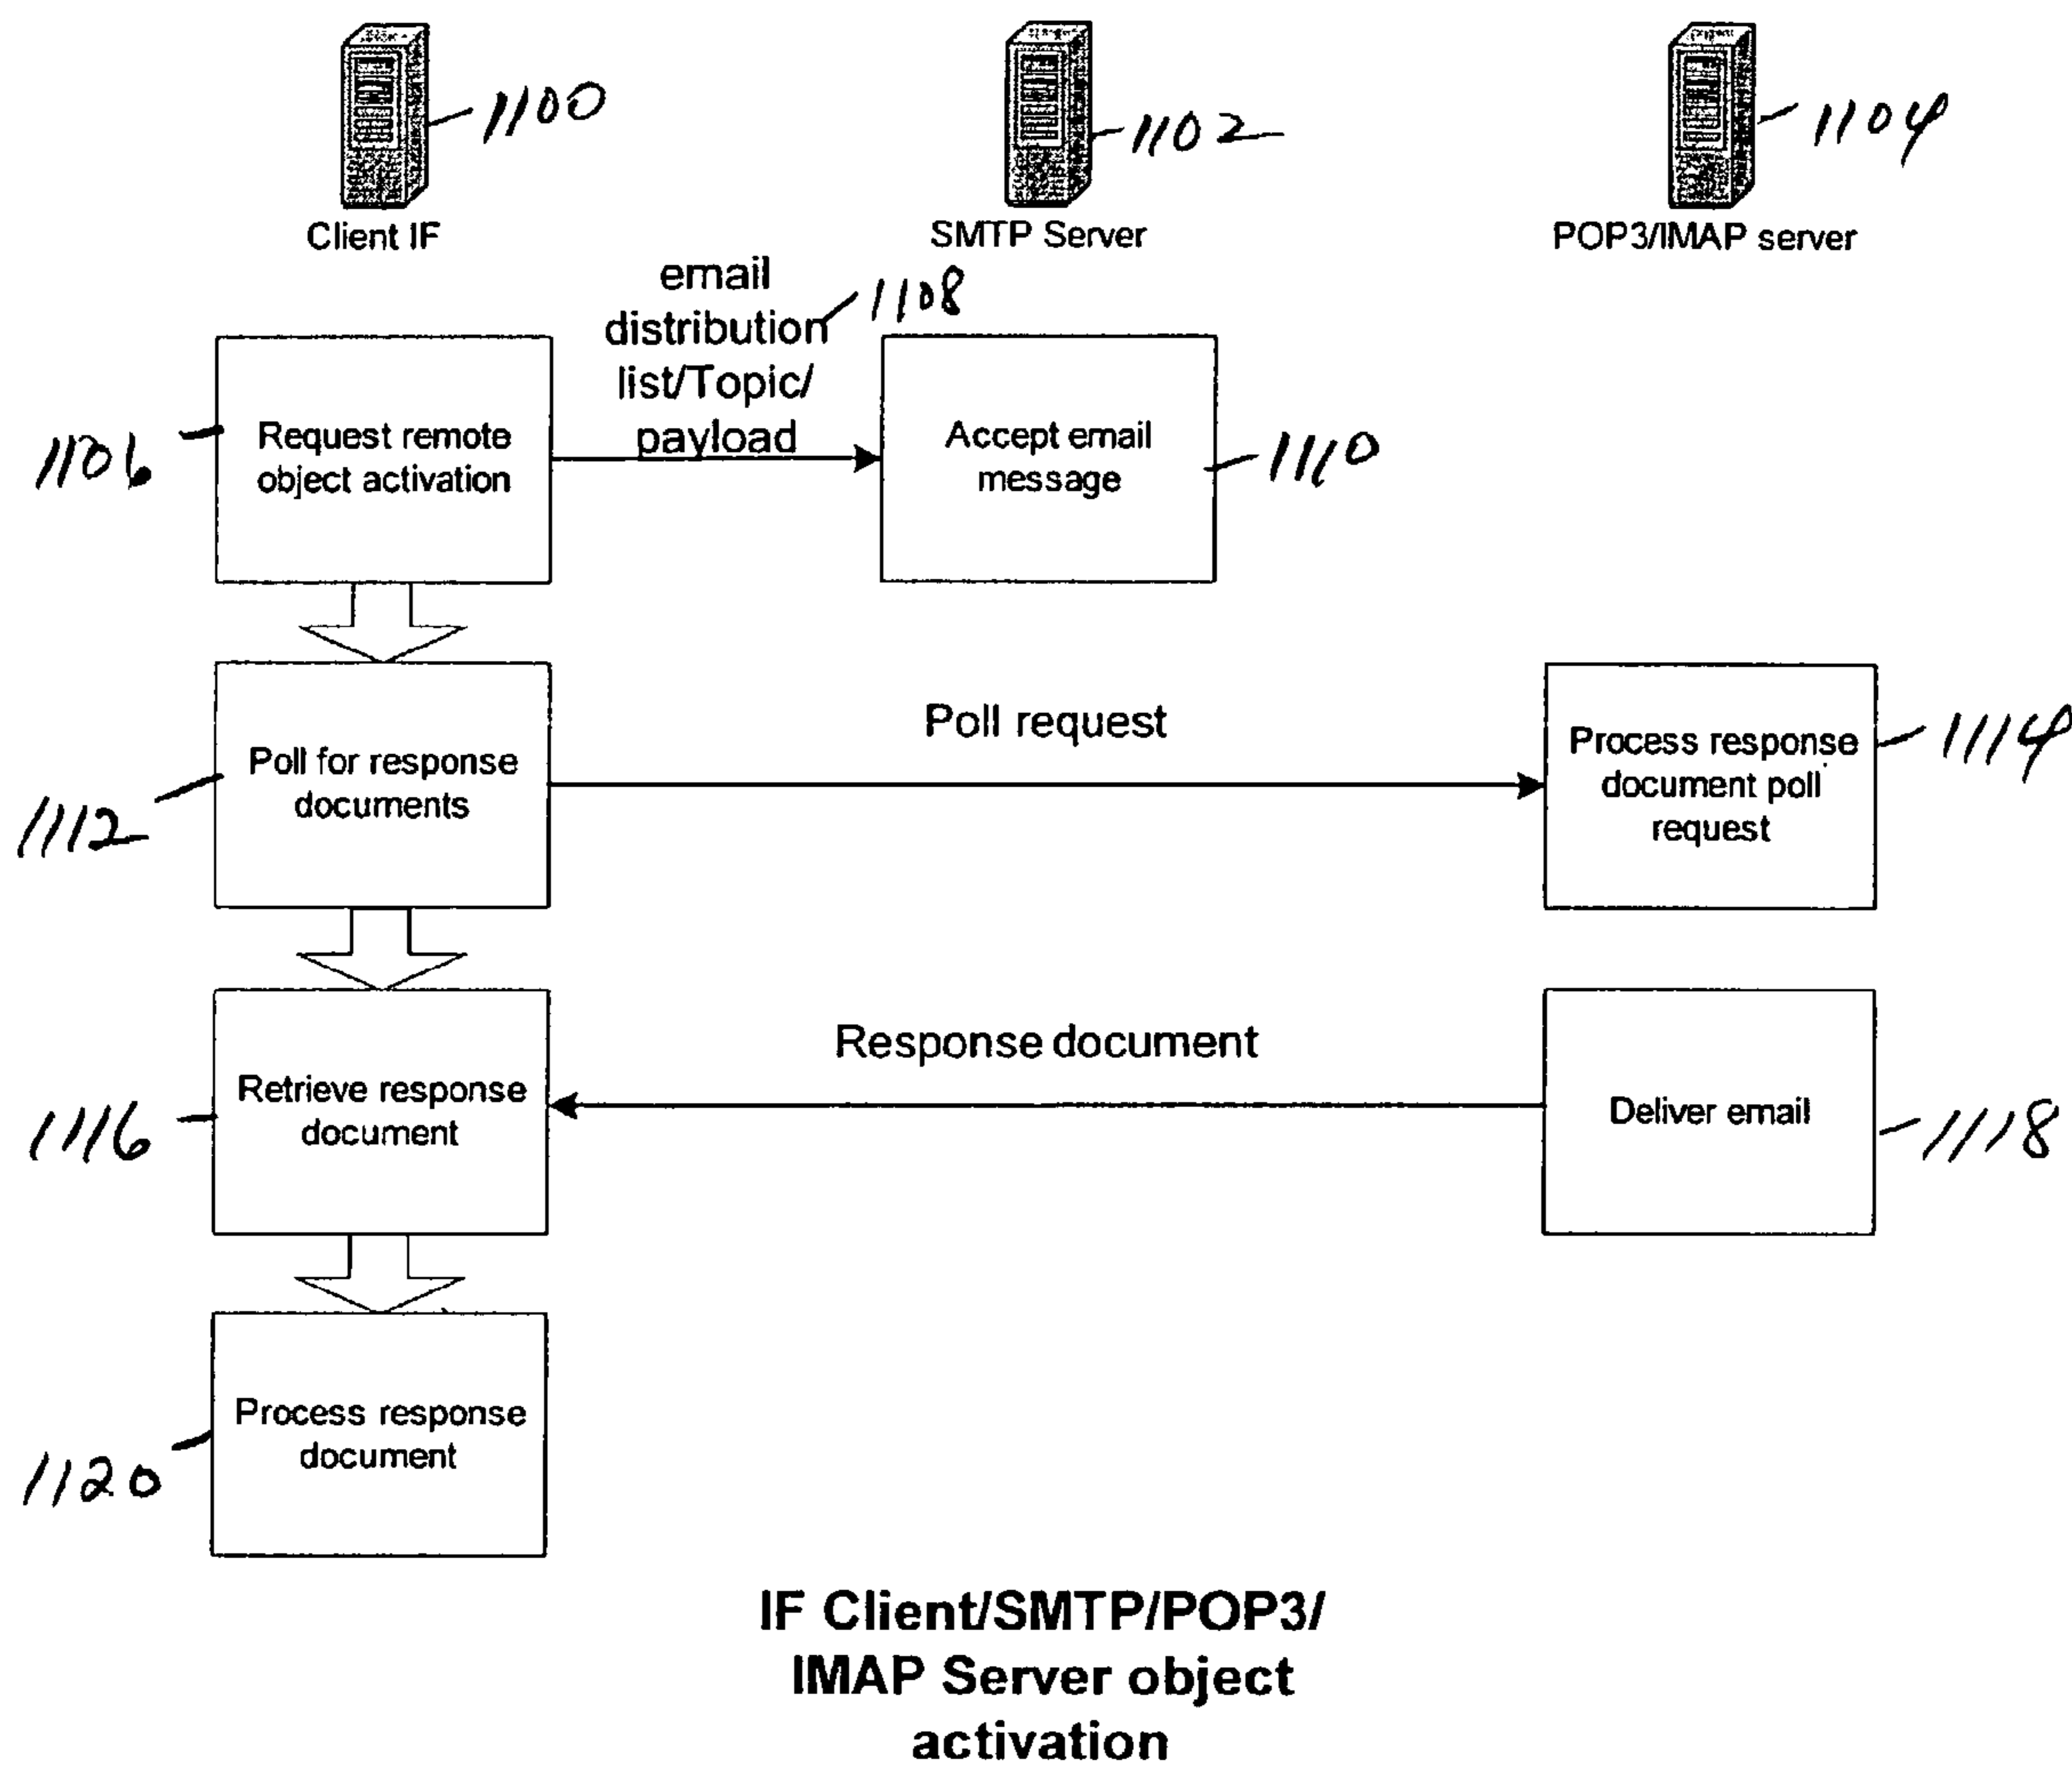 1100
1102
1104
Client IF
SMTP Server
POP3/IMAP server
email
distribution
list/Topic/
payload
1108
1106
Request remote
object activation
Accept email
message
1110
1112
Poll for response
documents
Poll request
Process response
document poll
request
1114
1116
Retrieve response
document
Response document
Deliver email
1118
1120
Process response
document
IF Client/SMTP/POP3/
IMAP Server object
activation